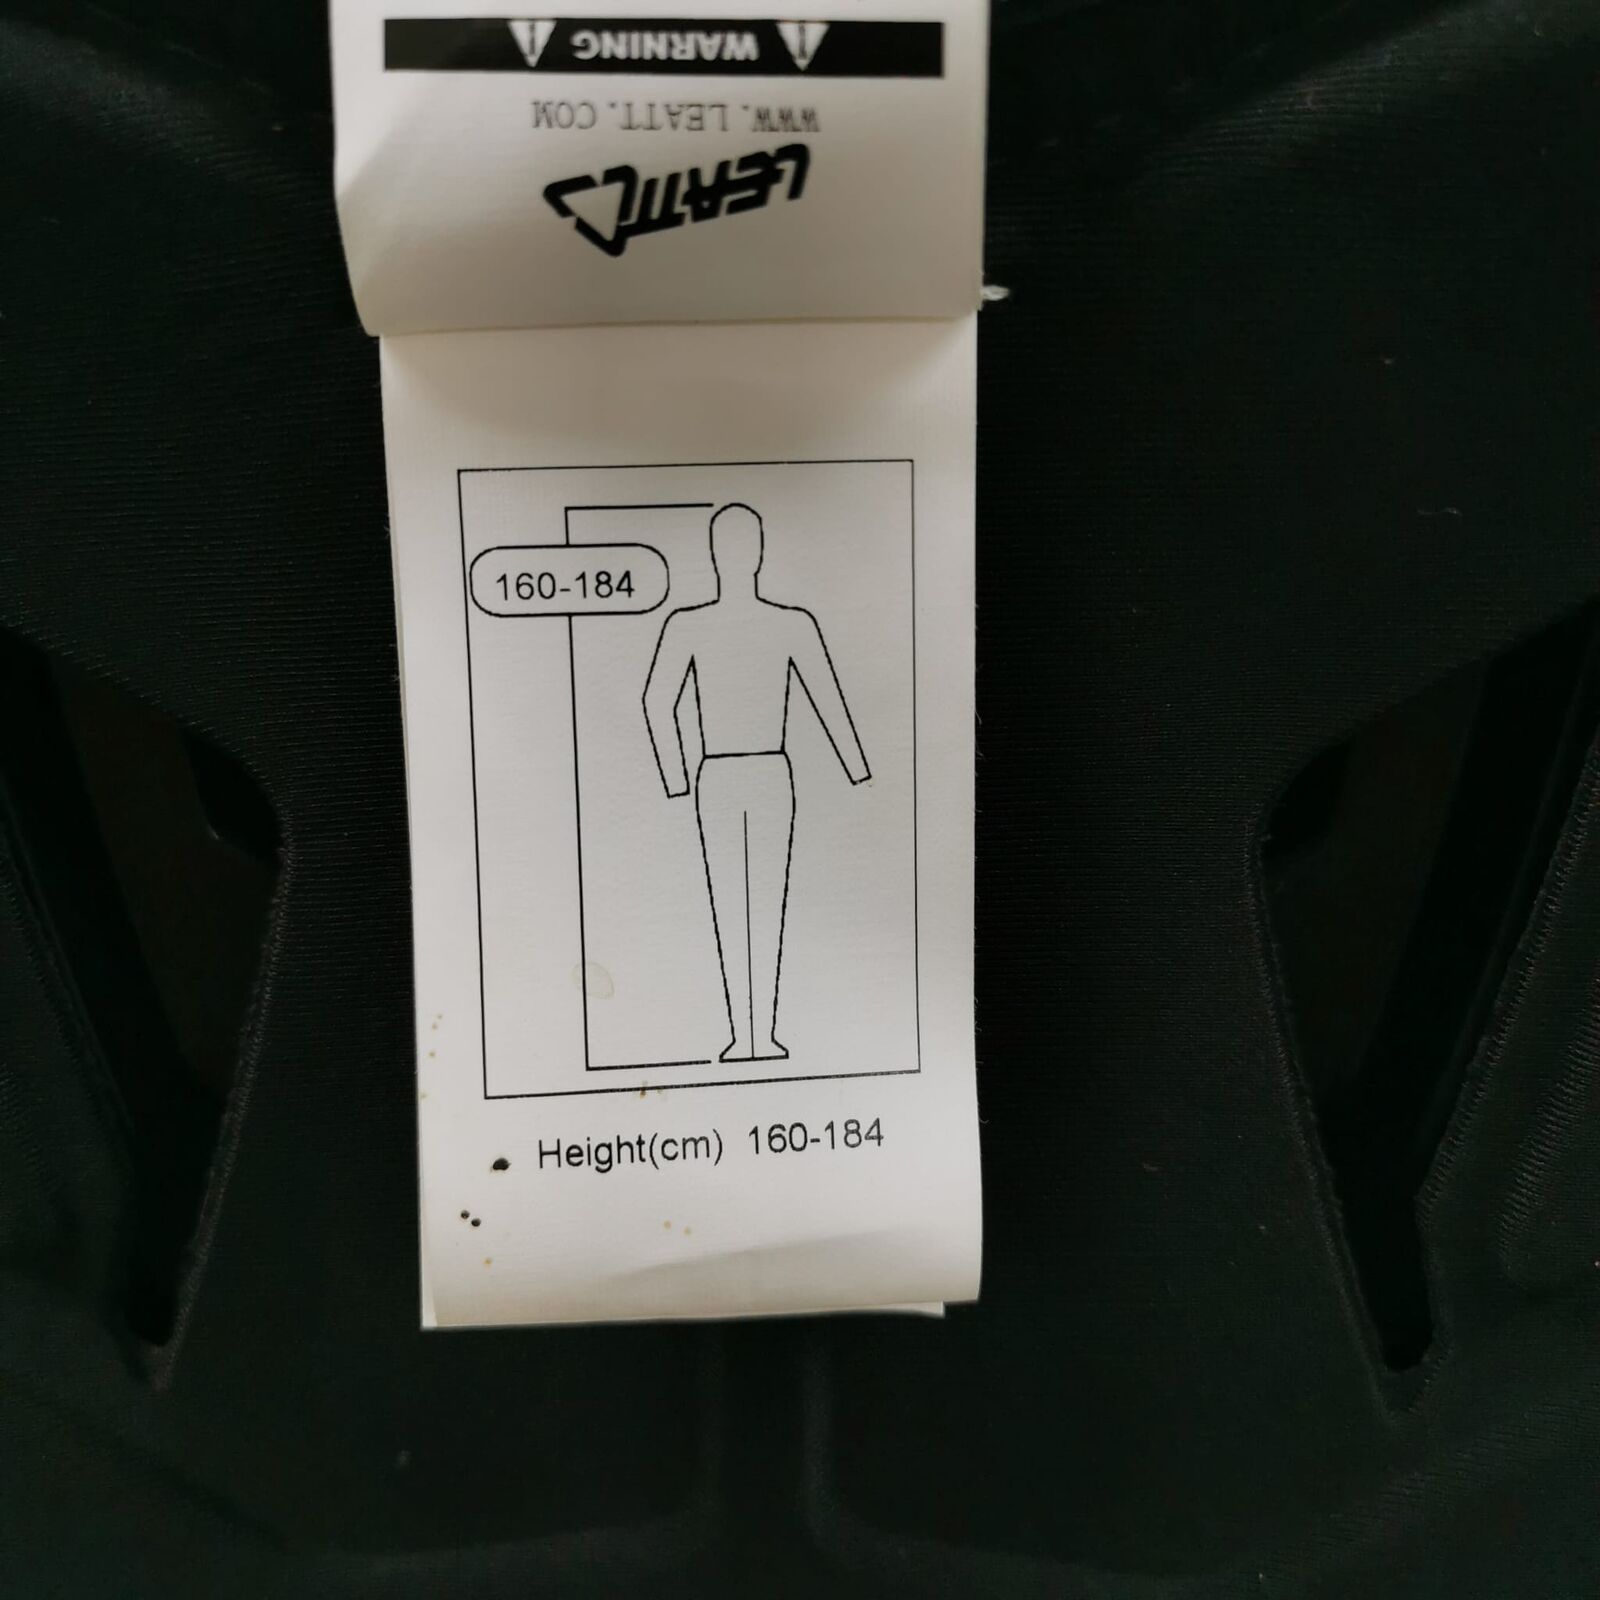 WARNING
WWW.LEATT.COM
LEATT
160-184
Height(cm) 160-184